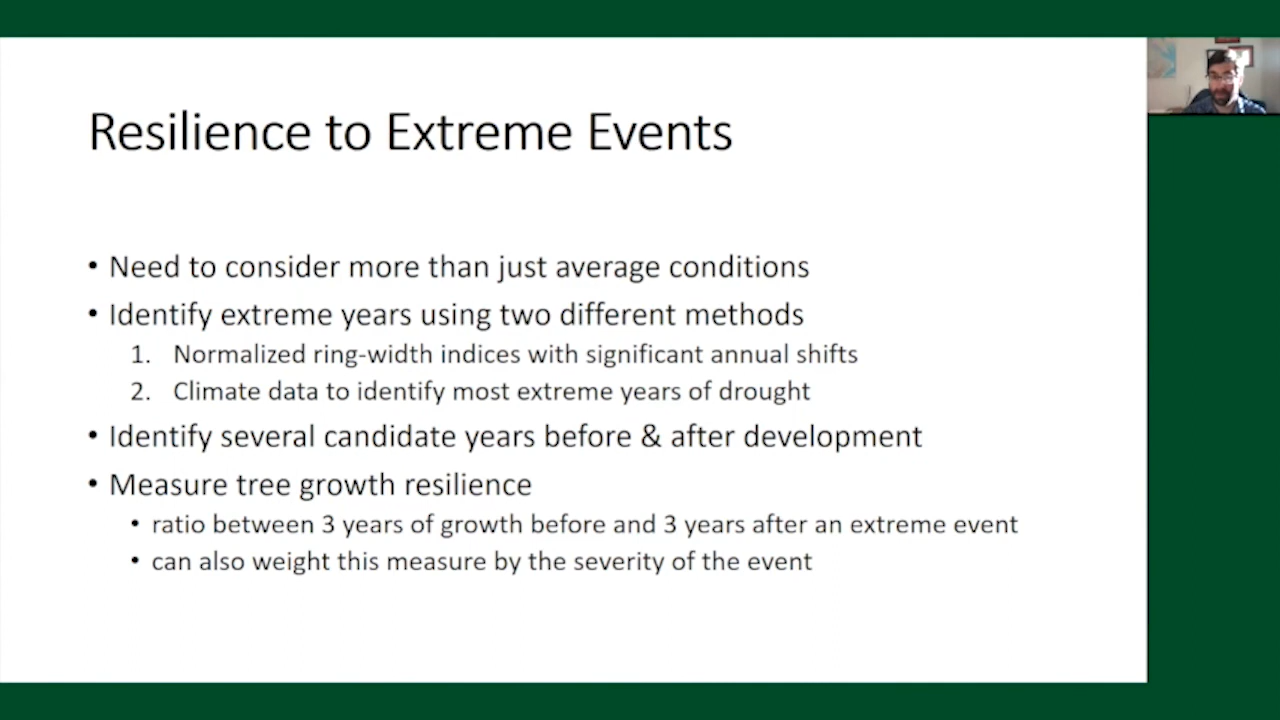 Resilience to Extreme Events
• Need to consider more than just average conditions
• Identify extreme years using two different methods
1. Normalized ring-width indices with significant annual shifts
2. Climate data to identify most extreme years of drought
• Identify several candidate years before & after development
• Measure tree growth resilience
• ratio between 3 years of growth before and 3 years after an extreme event
• can also weight this measure by the severity of the event